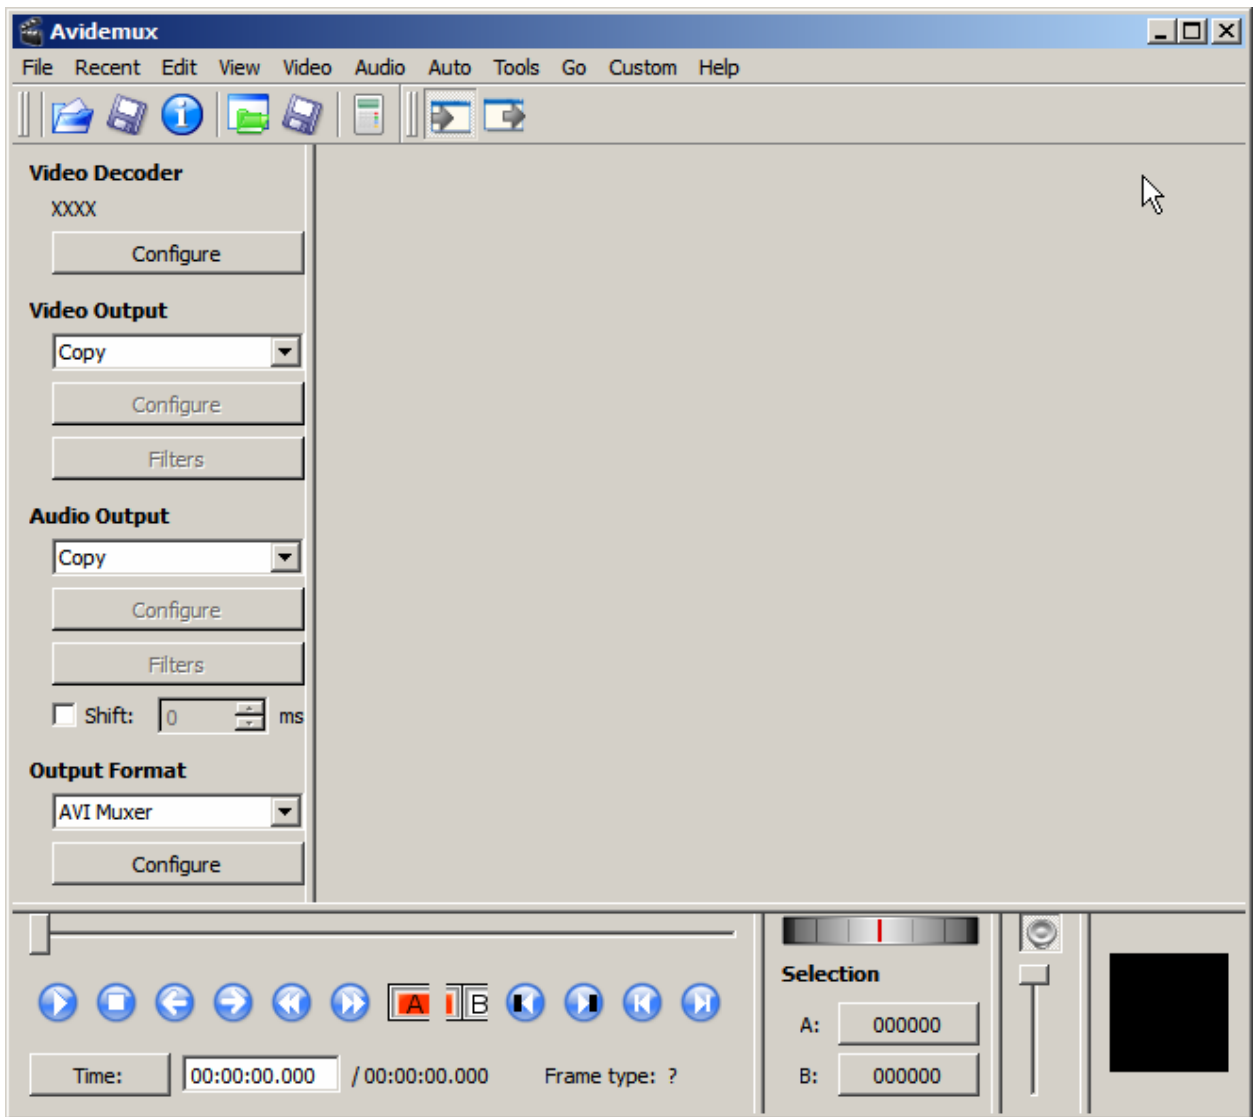 Avidemux
File Recent Edit View Video Audio Auto Tools Go Custom Help
Video Decoder
XXXX
Configure
Video Output
Copy
Configure
Filters
Audio Output
Copy
Configure
Filters
Shift: 0 ms
Output Format
AVI Muxer
Configure
A B
Selection
A: 000000
B: 000000
Time: 00:00:00.000 / 00:00:00.000 Frame type: ?